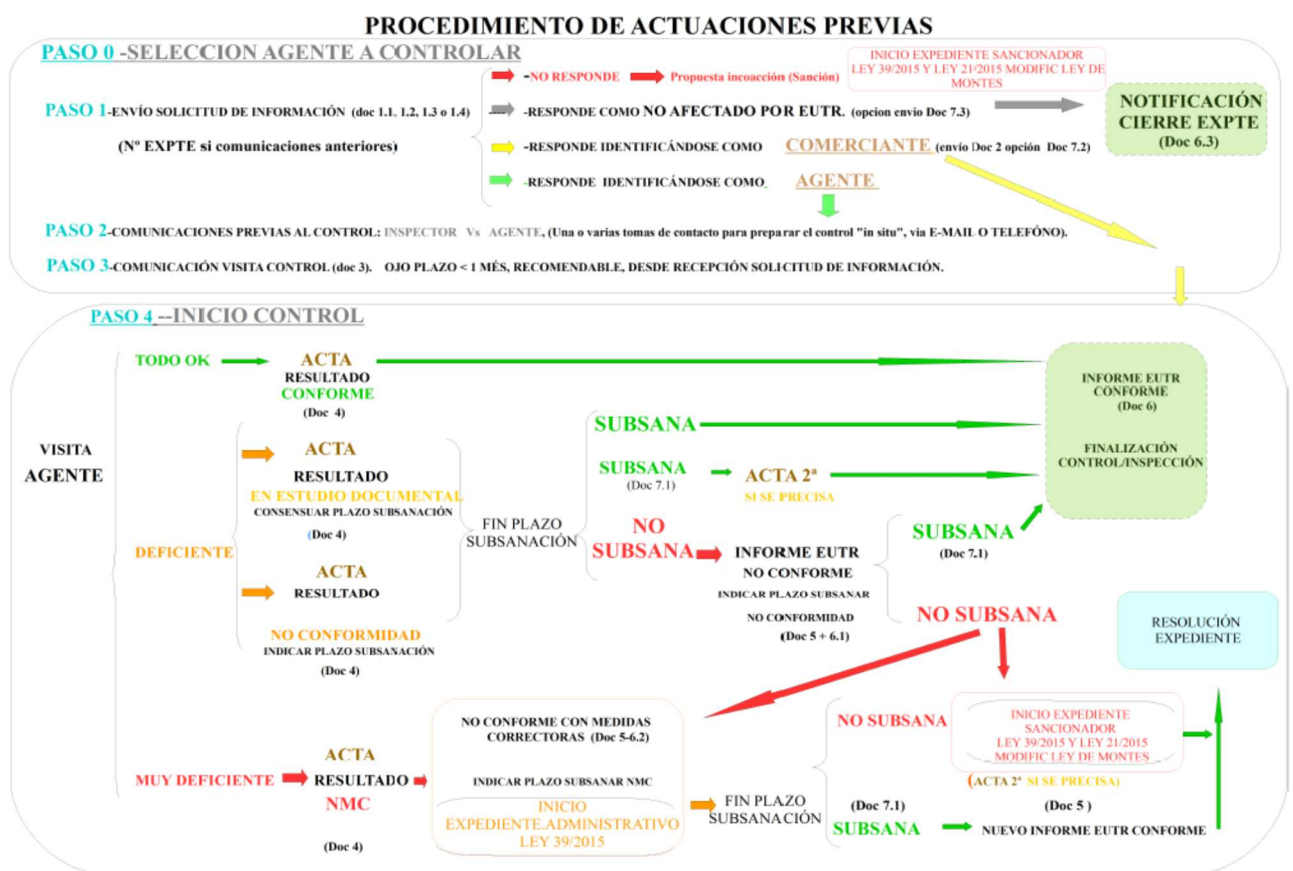 PROCEDIMIENTO DE ACTUACIONES PREVIAS
PASO 0 -SELECCION AGENTE A CONTROLAR
-NO RESPONDE
Propuesta incoacción (Sanción)
INICIO EXPEDIENTE SANCIONADOR
LEY 39/2015 Y LEY 21/2015 MODIFIC LEY DE
MONTES
PASO 1-ENVÍO SOLICITUD DE INFORMACIÓN (doc 1.1, 1.2, 1.3 o 1.4)
(Nº EXPTE si comunicaciones anteriores)
-RESPONDE COMO NO AFECTADO POR EUTR. (opcion envio Doc 7.3)
NOTIFICACIÓN
CIERRE EXPTE
(Doc 6.3)
-RESPONDE IDENTIFICÁNDOSE COMO COMERCIANTE (envío Doc 2 opción Doc 7.2)
-RESPONDE IDENTIFICÁNDOSE COMO AGENTE
PASO 2-COMUNICACIONES PREVIAS AL CONTROL: INSPECTOR Vs AGENTE, (Una o varias tomas de contacto para preparar el control "in situ", via E-MAIL O TELEFÓNO).
PASO 3-COMUNICACIÓN VISITA CONTROL (doc 3). OJO PLAZO < 1 MÉS, RECOMENDABLE, DESDE RECEPCIÓN SOLICITUD DE INFORMACIÓN.
PASO 4 --INICIO CONTROL
VISITA
AGENTE
TODO OK
ACTA
RESULTADO
CONFORME
(Doc 4)
INFORME EUTR
CONFORME
(Doc 6)
FINALIZACIÓN
CONTROL/INSPECCIÓN
DEFICIENTE
ACTA
RESULTADO
EN ESTUDIO DOCUMENTAL
CONSENSUAR PLAZO SUBSANACIÓN
(Doc 4)
ACTA
RESULTADO
NO CONFORMIDAD
INDICAR PLAZO SUBSANACIÓN
(Doc 4)
FIN PLAZO
SUBSANACIÓN
SUBSANA
SUBSANA
(Doc 7.1)
ACTA 2ª
SI SE PRECISA
NO
SUBSANA
INFORME EUTR
NO CONFORME
INDICAR PLAZO SUBSANAR
NO CONFORMIDAD
(Doc 5 + 6.1)
SUBSANA
(Doc 7.1)
NO SUBSANA
RESOLUCIÓN
EXPEDIENTE
MUY DEFICIENTE
ACTA
RESULTADO
NMC
(Doc 4)
NO CONFORME CON MEDIDAS
CORRECTORAS (Doc 5-6.2)
INDICAR PLAZO SUBSANAR NMC
INICIO
EXPEDIENTE.ADMINISTRATIVO
LEY 39/2015
FIN PLAZO
SUBSANACIÓN
NO SUBSANA
INICIO EXPEDIENTE
SANCIONADOR
LEY 39/2015 Y LEY 21/2015
MODIFIC LEY DE MONTES
(ACTA 2ª SI SE PRECISA)
(Doc 7.1)
(Doc 5 )
SUBSANA
NUEVO INFORME EUTR CONFORME